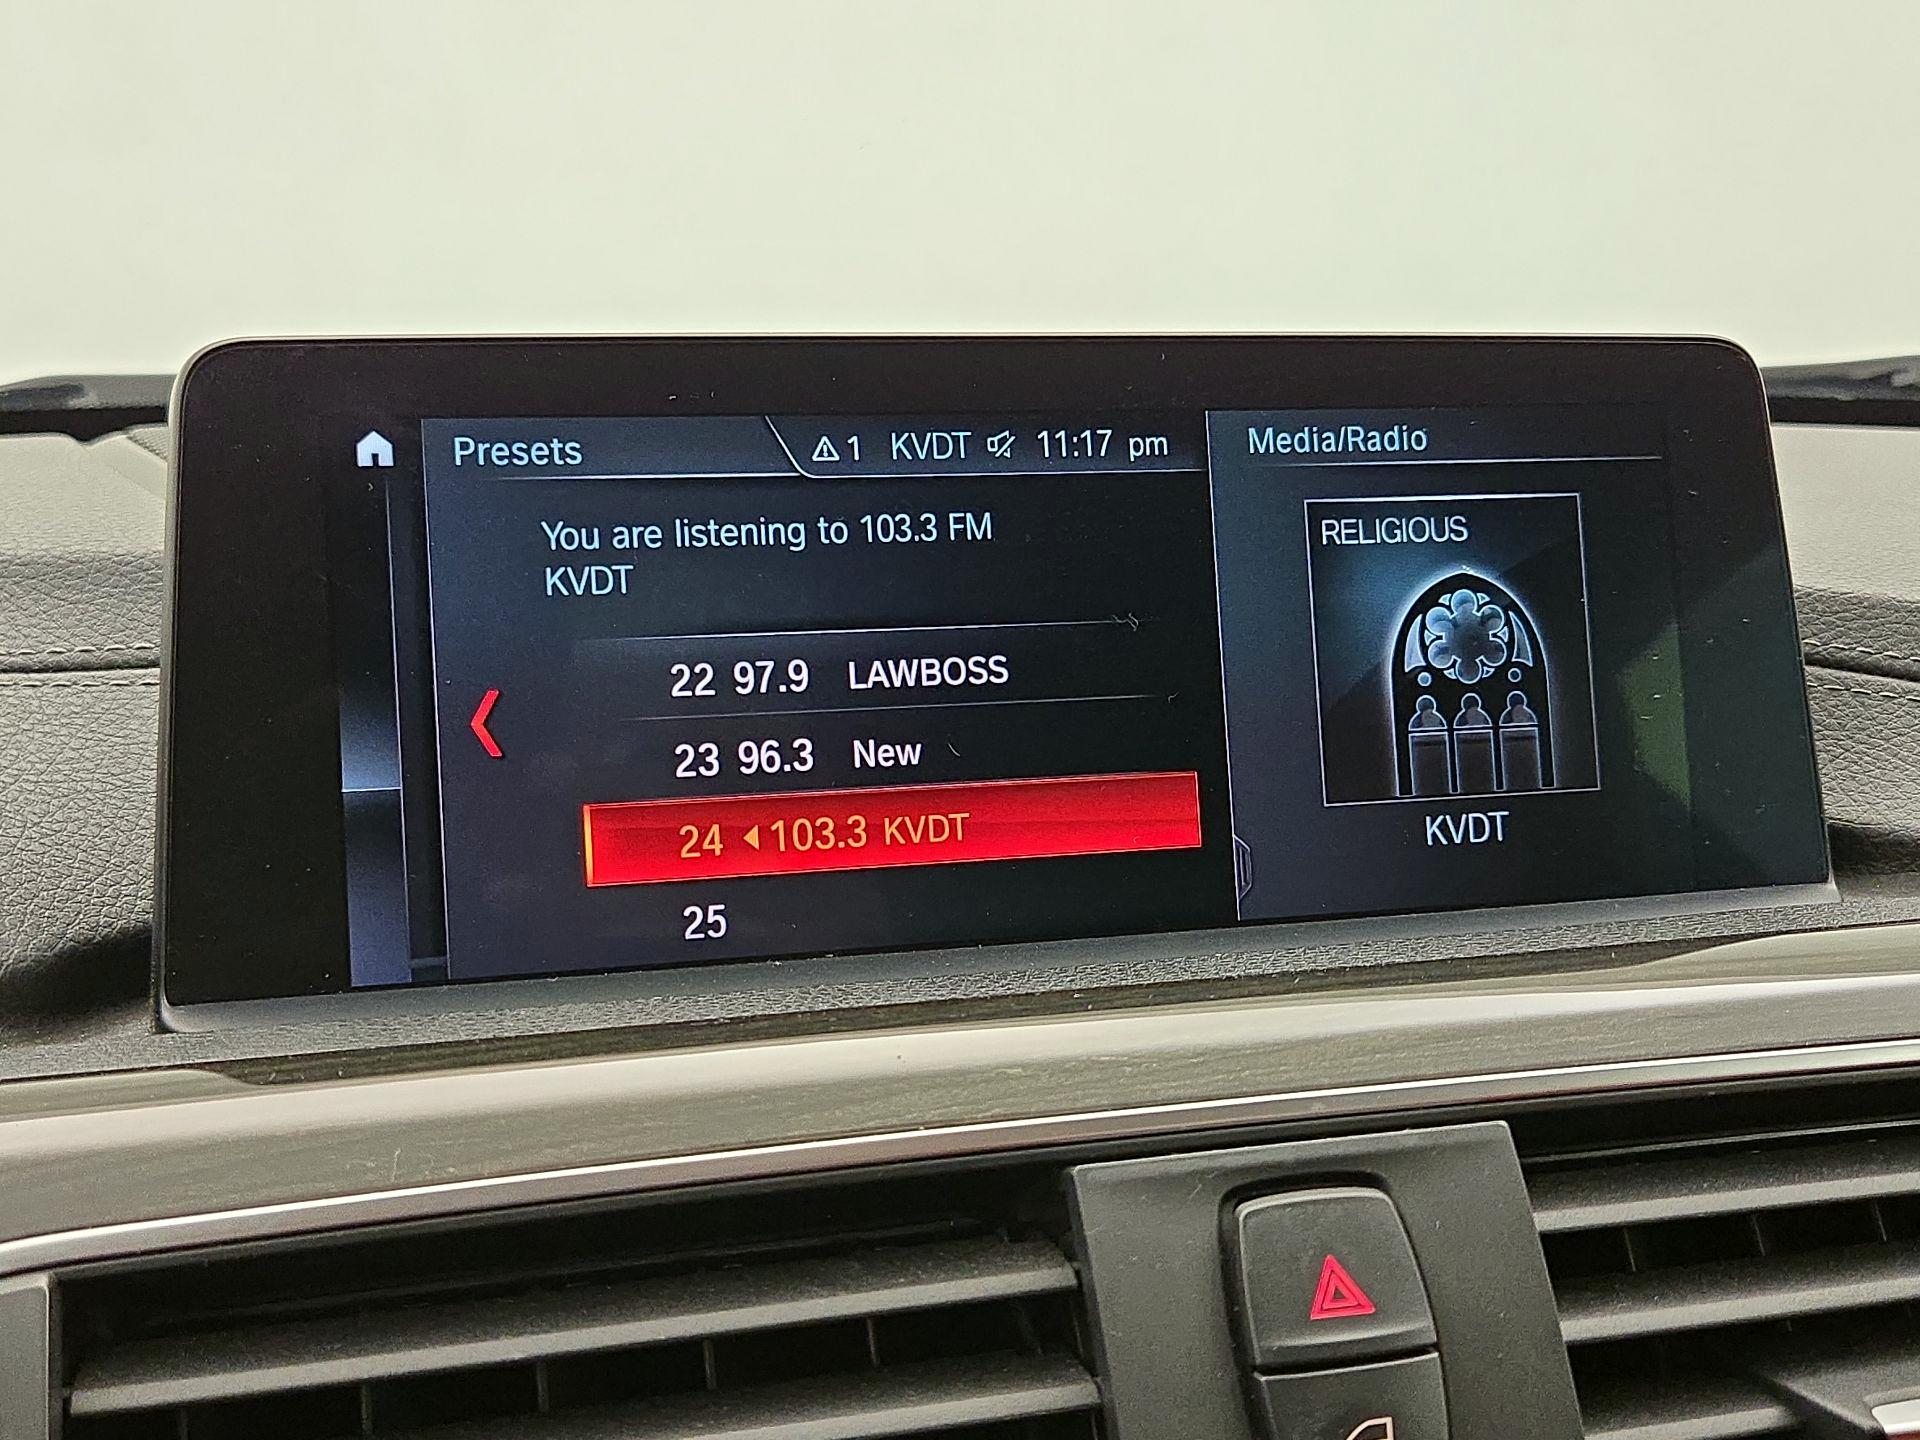 Presets
1 KVDT 11:17 pm
Media/Radio
You are listening to 103.3 FM
KVDT
22 97.9 LAWBOSS
23 96.3 New
24 103.3 KVDT
25
RELIGIOUS
KVDT